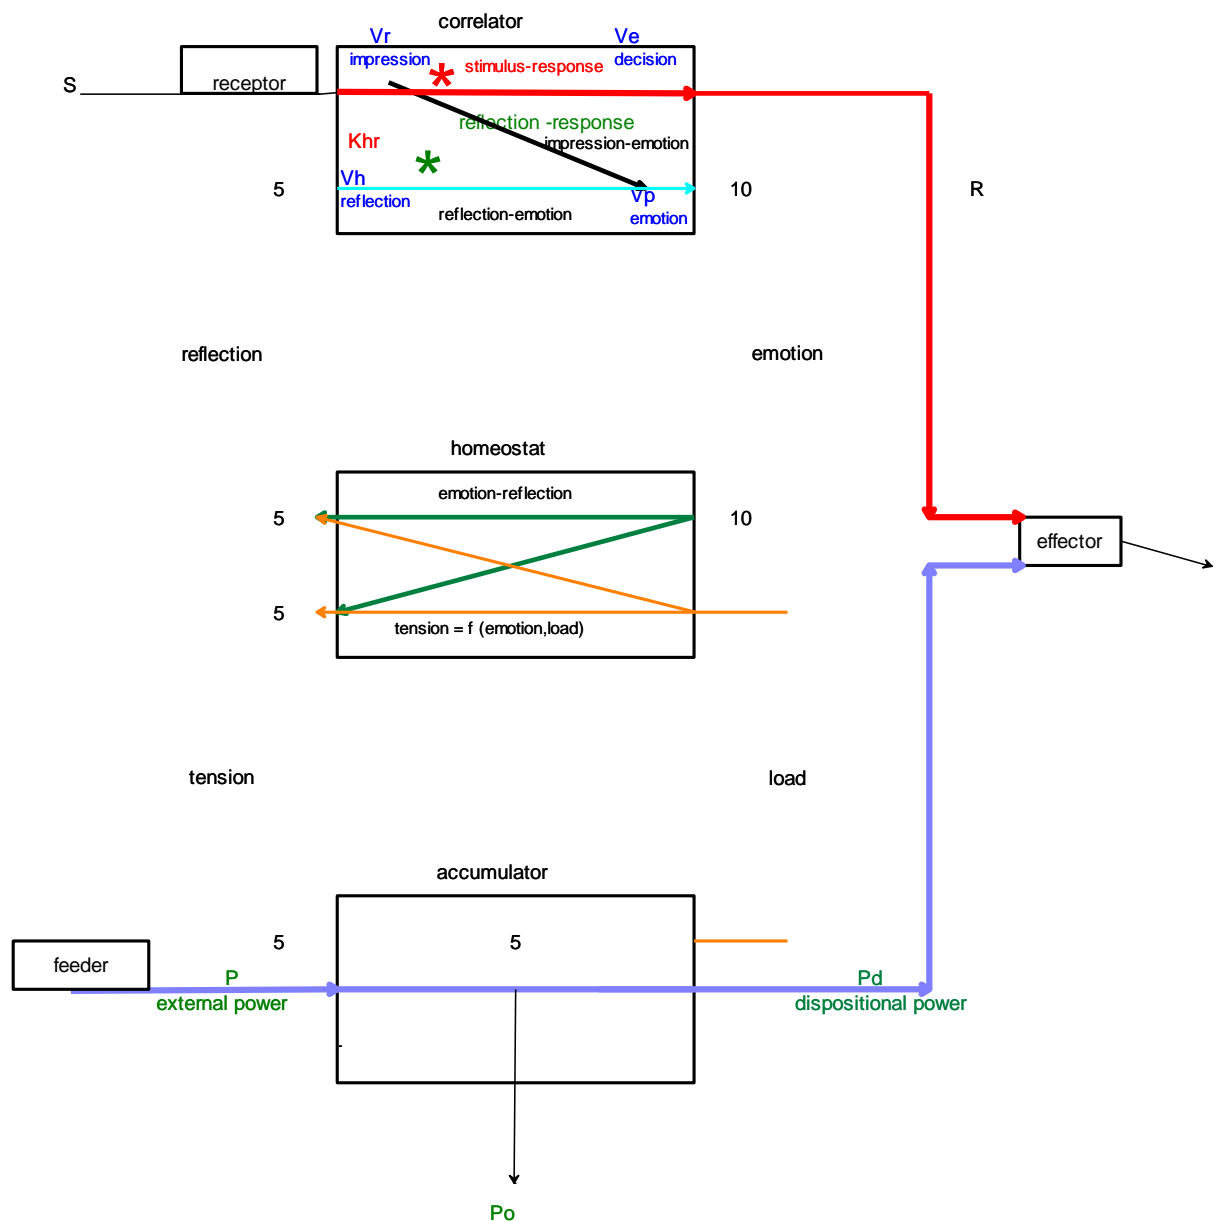 correlator
Vr
Ve
impression
decision
* stimulus-response
S
receptor
reflection -response
Khr
impression-emotion
*
5
Vh
10
R
reflection
Vp
reflection-emotion
emotion
reflection
emotion
homeostat
emotion-reflection
5
10
effector
5
tension = f (emotion,load)
tension
load
accumulator
5
5
feeder
P
Pd
external power
dispositional power
-
Po